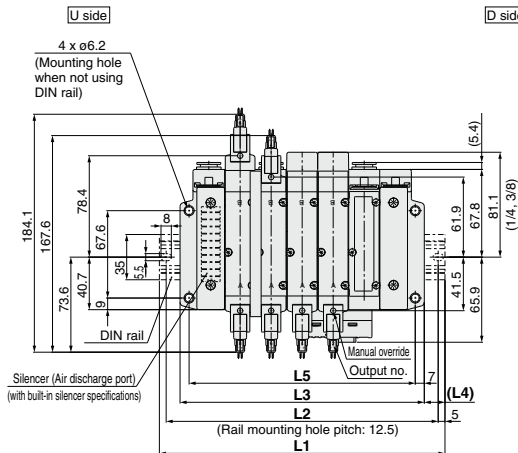 U side
D side
4 x ø6.2
(Mounting hole
when not using
DIN rail)
184.1
167.6
78.4
67.6
8
35
5.5
40.7
73.6
9
(5.4)
61.9
67.8
81.1
(1/4, 3/8)
41.5
65.9
B B B B
A A A A
DIN rail
Manual override
Output no.
Silencer (Air discharge port)
(with built-in silencer specifications)
L5
7
L3
(L4)
L2
5
(Rail mounting hole pitch: 12.5)
L1